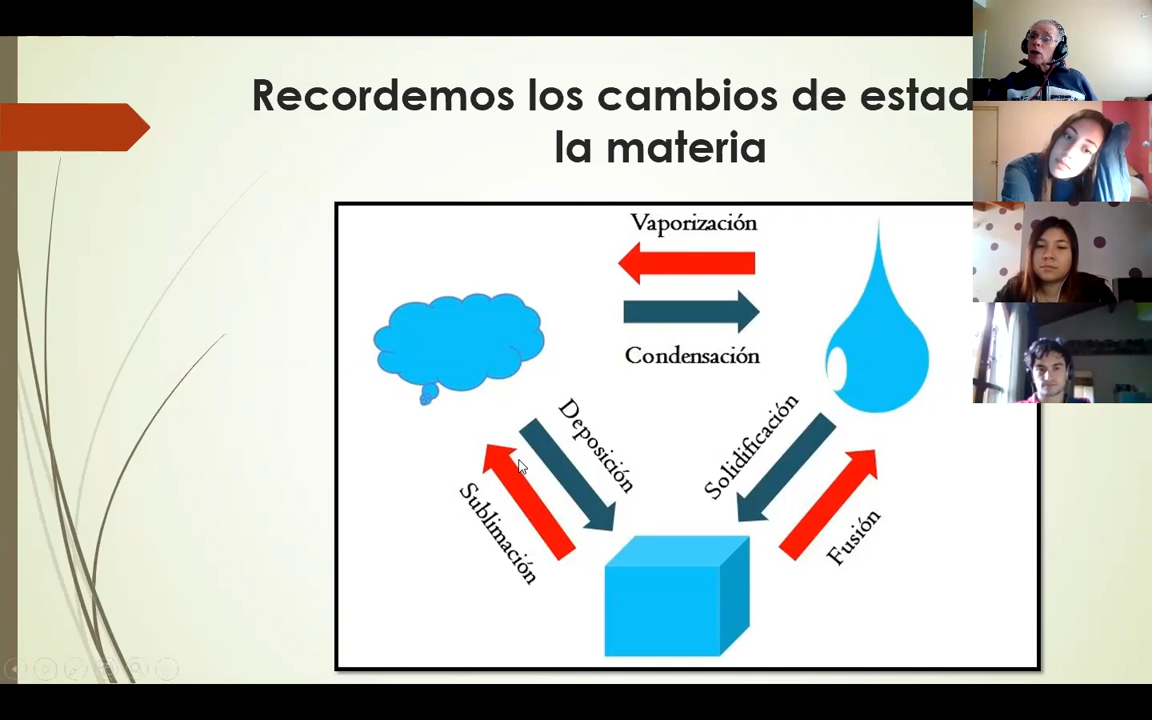 Recordemos los cambios de estad
la materia
Vaporización
Condensación
Deposición
Solidificación
Sublimación
Fusión